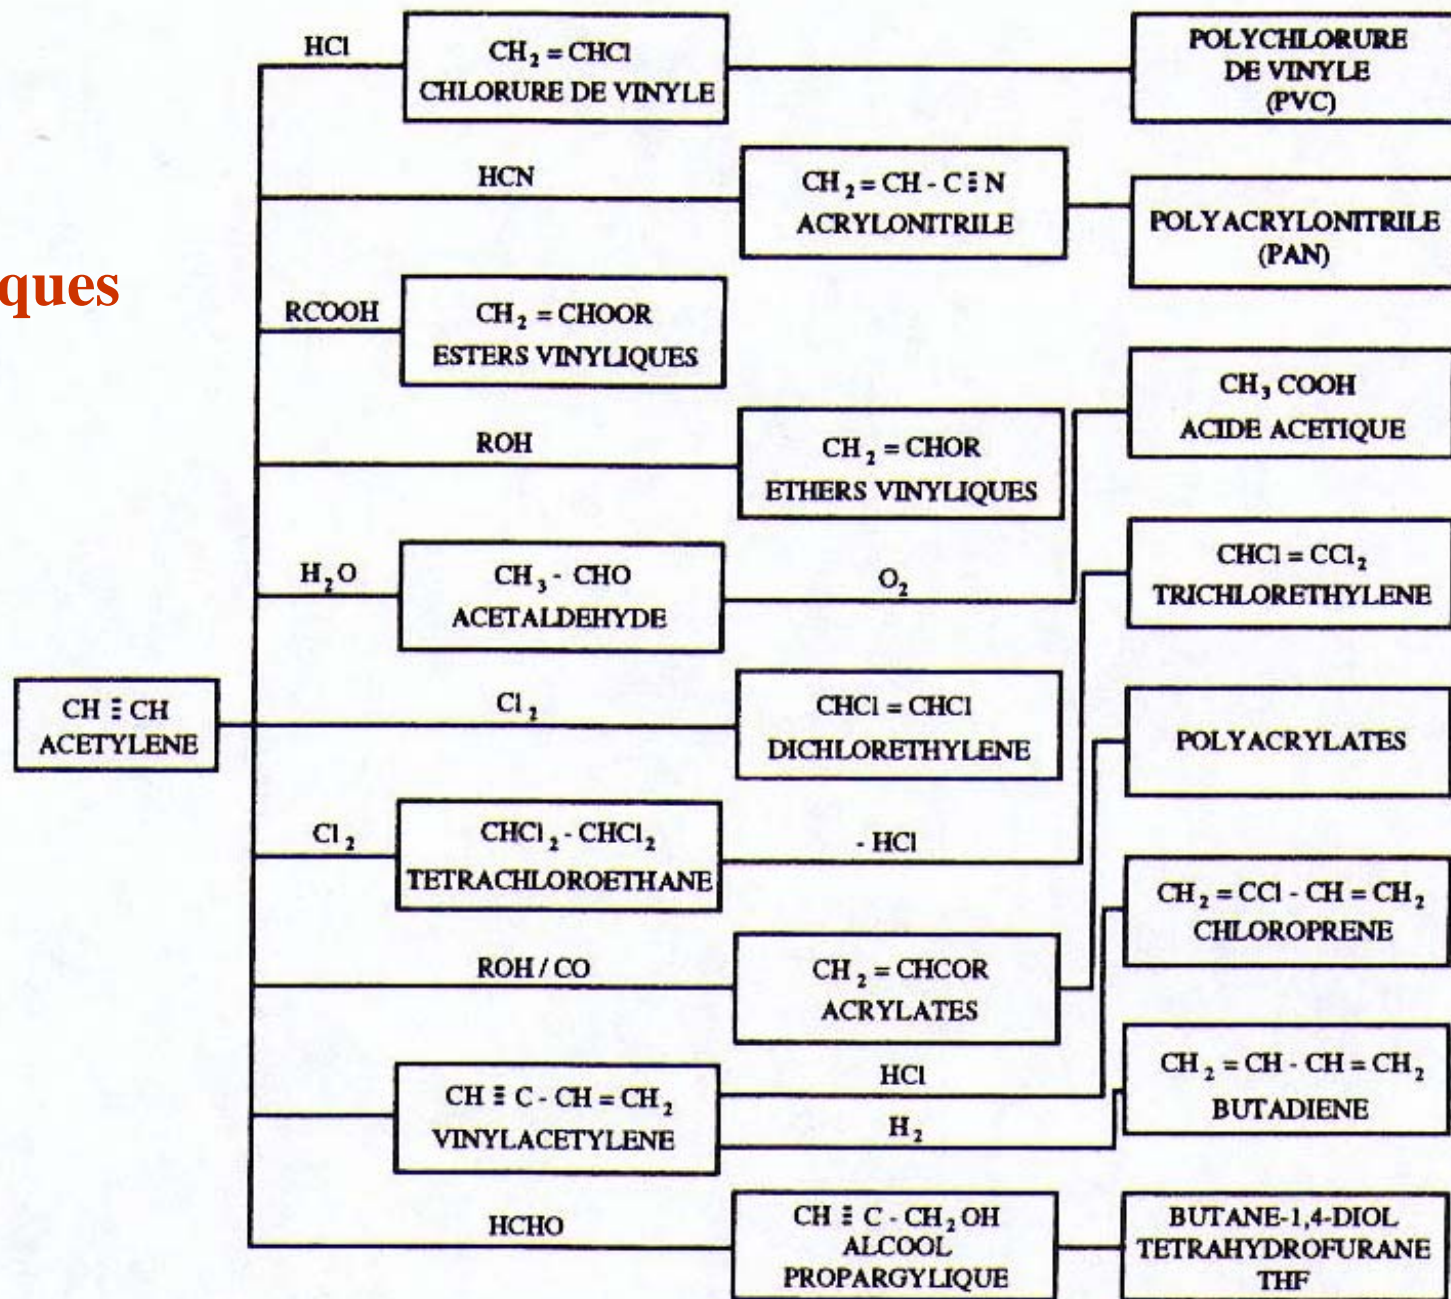 HCl
CH₂ = CHCl
CHLORURE DE VINYLE
POLYCHLORURE
DE VINYLE
(PVC)
HCN
CH₂ = CH - C ≡ N
ACRYLONITRILE
POLYACRYLONITRILE
(PAN)
ques
RCOOH
CH₂ = CHOOR
ESTERS VINYLIQUES
CH₃ COOH
ACIDE ACETIQUE
ROH
CH₂ = CHOR
ETHERS VINYLIQUES
H₂O
CH₃ - CHO
ACETALDEHYDE
O₂
CHCl = CCl₂
TRICHLORETHYLENE
CH ≡ CH
ACETYLENE
Cl₂
CHCl = CHCl
DICHLORETHYLENE
POLYACRYLATES
Cl₂
CHCl₂ - CHCl₂
TETRACHLOROETHANE
- HCl
CH₂ = CCl - CH = CH₂
CHLOROPRENE
ROH / CO
CH₂ = CHCOR
ACRYLATES
CH ≡ C - CH = CH₂
VINYLACETYLENE
HCl
H₂
CH₂ = CH - CH = CH₂
BUTADIENE
HCHO
CH ≡ C - CH₂OH
ALCOOL
PROPARGYLIQUE
BUTANE-1,4-DIOL
TETRAHYDROFURANE
THF